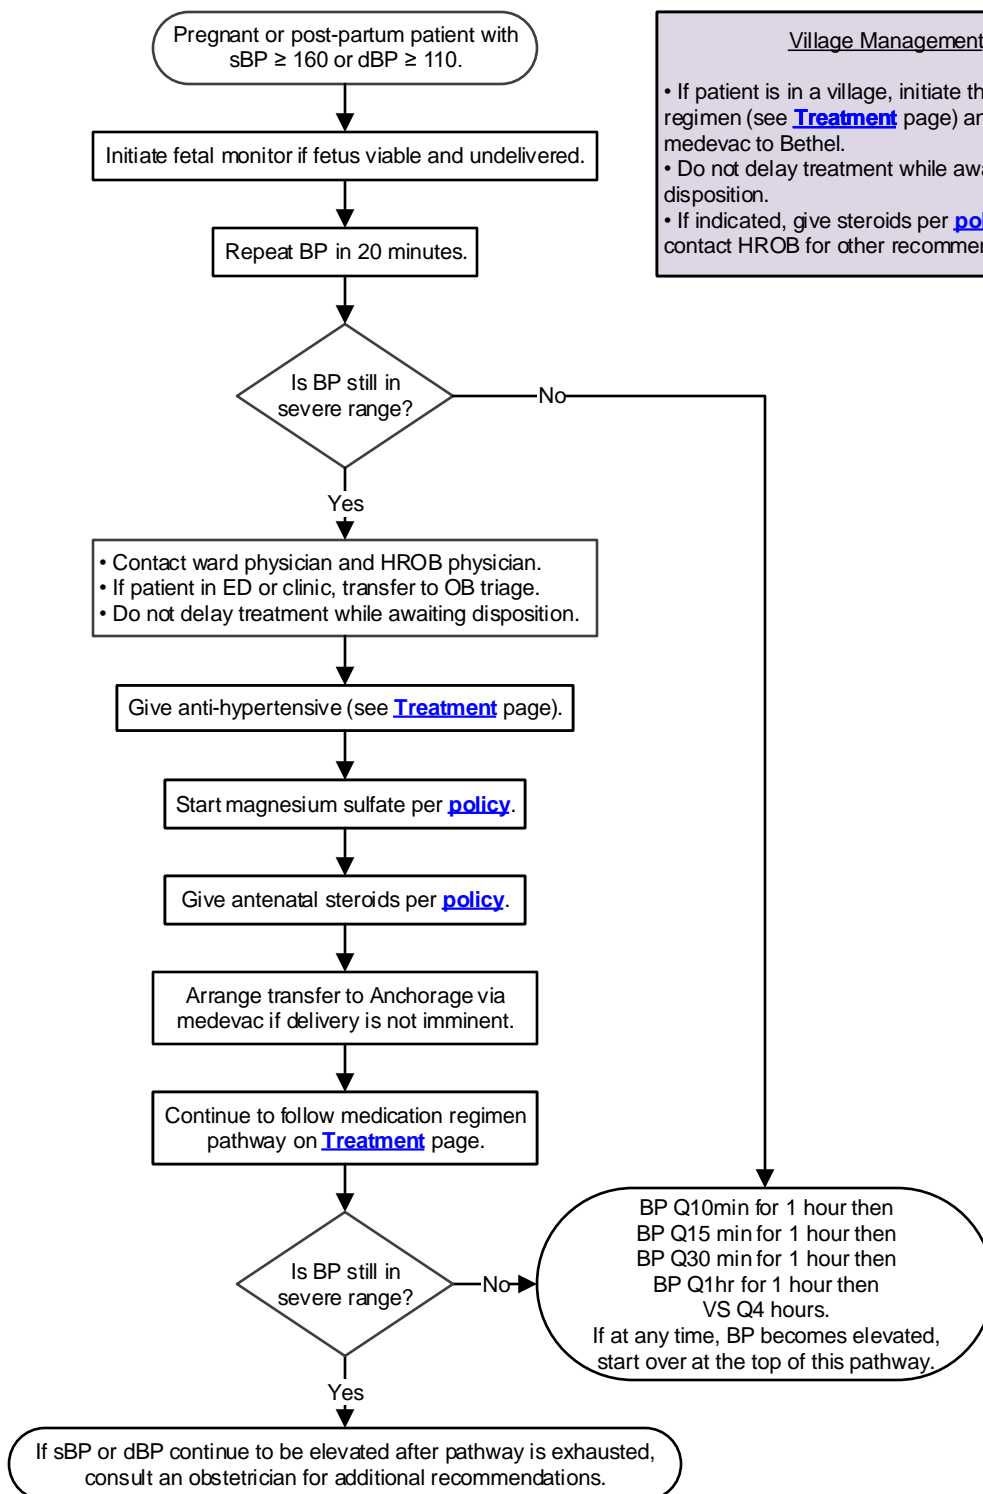 Pregnant or post-partum patient with
sBP ≥ 160 or dBP ≥ 110.
Initiate fetal monitor if fetus viable and undelivered.
Repeat BP in 20 minutes.
Is BP still in
severe range?
No
Yes
• Contact ward physician and HROB physician.
• If patient in ED or clinic, transfer to OB triage.
• Do not delay treatment while awaiting disposition.
Give anti-hypertensive (see Treatment page).
Start magnesium sulfate per policy.
Give antenatal steroids per policy.
Arrange transfer to Anchorage via
medevac if delivery is not imminent.
Continue to follow medication regimen
pathway on Treatment page.
Is BP still in
severe range?
No
Yes
If sBP or dBP continue to be elevated after pathway is exhausted,
consult an obstetrician for additional recommendations.
BP Q10min for 1 hour then
BP Q15 min for 1 hour then
BP Q30 min for 1 hour then
BP Q1hr for 1 hour then
VS Q4 hours.
If at any time, BP becomes elevated,
start over at the top of this pathway.
Village Management
• If patient is in a village, initiate
regimen (see Treatment page)
medevac to Bethel.
• Do not delay treatment while
disposition.
• If indicated, give steroids per
contact HROB for other